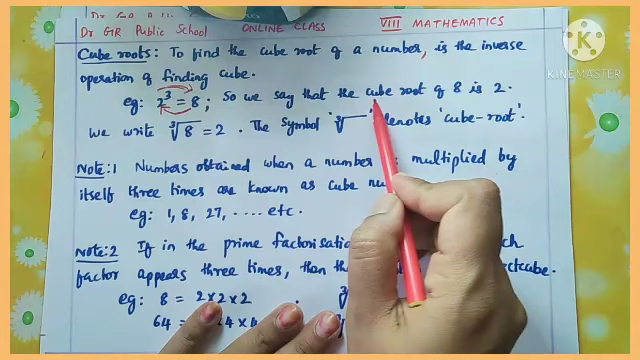 Dr GIR Public School ONLINE CLASS VIII MATHEMATICS
KINEMASTER
Cube roots: To find the cube root of a number, is the inverse
operation of finding cube.
eg: 2³ = 8; So we say that the cube root of 8 is 2.
We write ∛8 = 2. The Symbol '∛' denotes 'cube-root'.
Note:1 Numbers obtained when a number multiplied by
itself three times are known as cube
eg: 1, 8, 27, ..... etc.
Note:2 If in the prime
factor appears three times, then
eg: 8 = 2×2×2
64 =